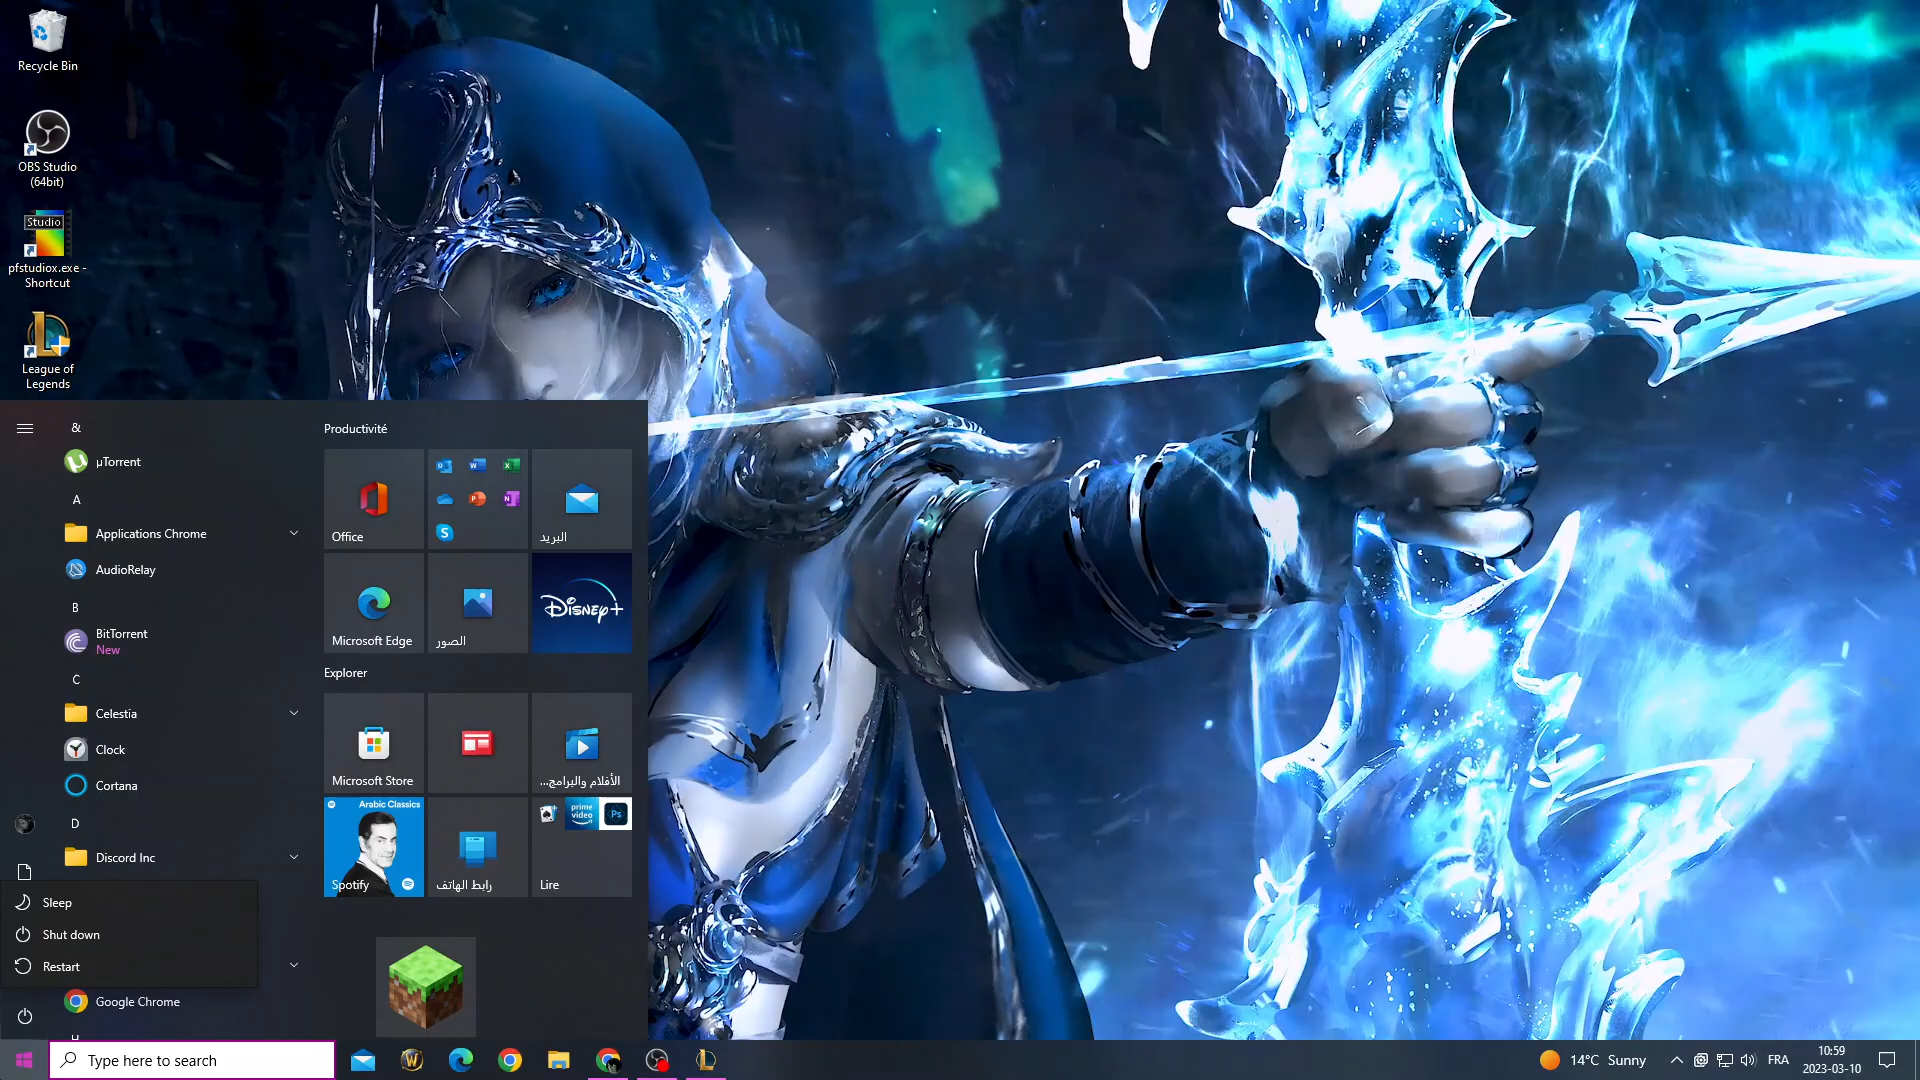 Recycle Bin
OBS Studio
(64bit)
Studio
pfstudiox.exe -
Shortcut
League of
Legends
&
µTorrent
A
Applications Chrome
AudioRelay
B
BitTorrent
New
C
Celestia
Clock
Cortana
D
Discord Inc
Sleep
Shut down
Restart
Google Chrome
H
Productivité
Office
البريد
Microsoft Edge
الصور
Disney+
Explorer
Microsoft Store
الأفلام والبرامج...
Arabic Classics
Spotify
رابط الهاتف
prime
video
Ps
Lire
Type here to search
14°C Sunny
FRA
10:59
2023-03-10